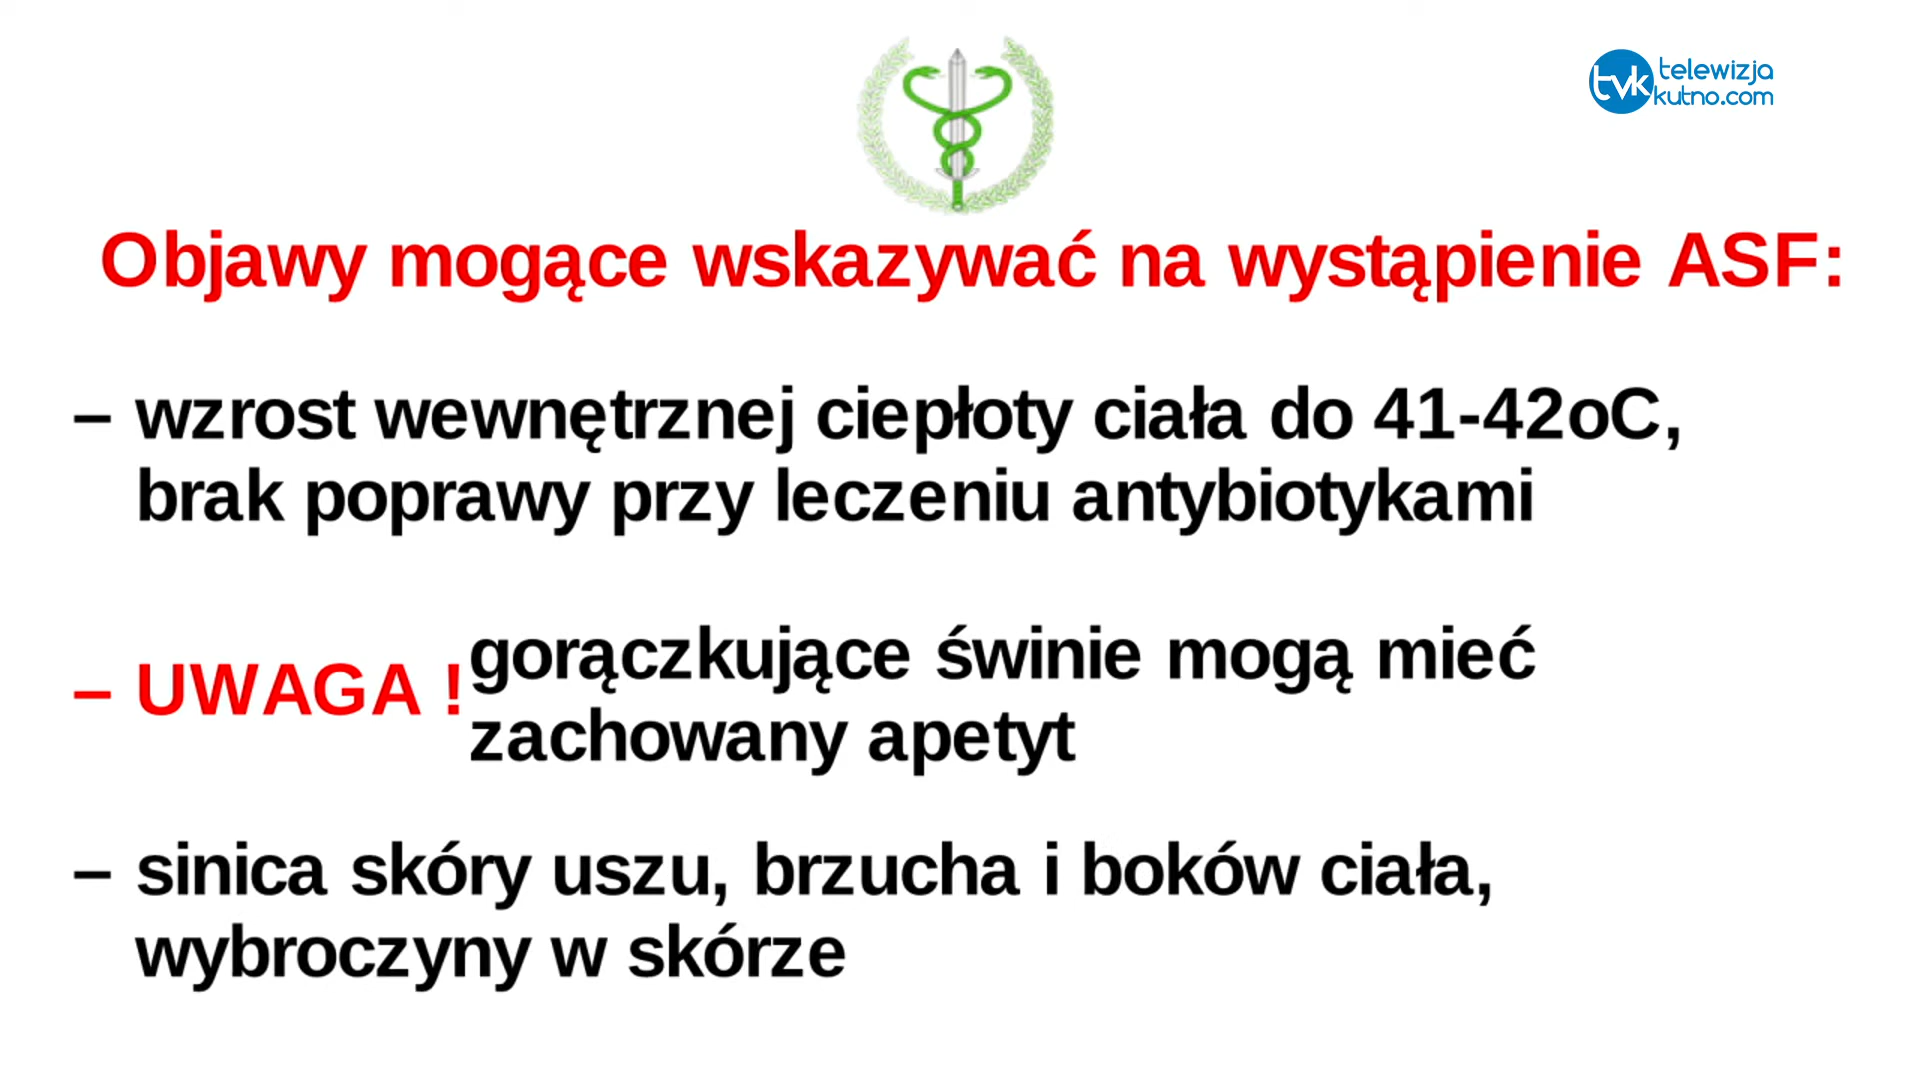 tvk telewizja
kutno.com
Objawy mogące wskazywać na wystąpienie ASF:
– wzrost wewnętrznej ciepłoty ciała do 41-42oC,
brak poprawy przy leczeniu antybiotykami
– UWAGA ! gorączkujące świnie mogą mieć
zachowany apetyt
– sinica skóry uszu, brzucha i boków ciała,
wybroczyny w skórze